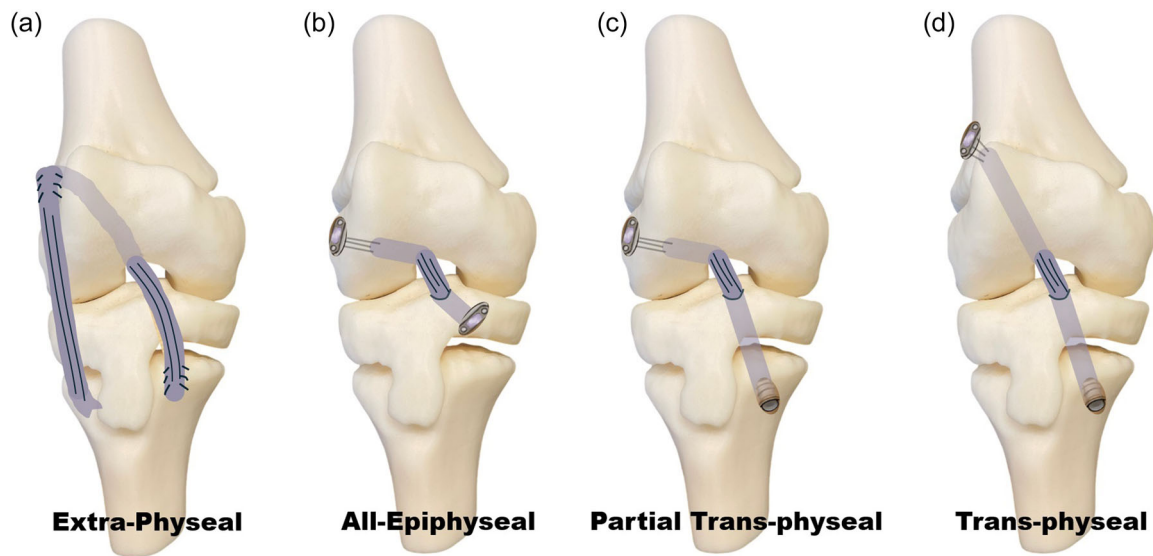 (a)
(b)
(c)
(d)
Extra-Physeal
All-Epiphyseal
Partial Trans-physeal
Trans-physeal